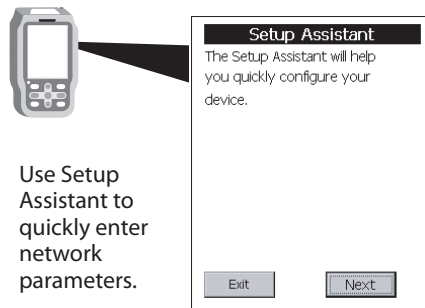 Setup Assistant
The Setup Assistant will help
you quickly configure your
device.
Use Setup
Assistant to
quickly enter
network
parameters.
Exit
Next